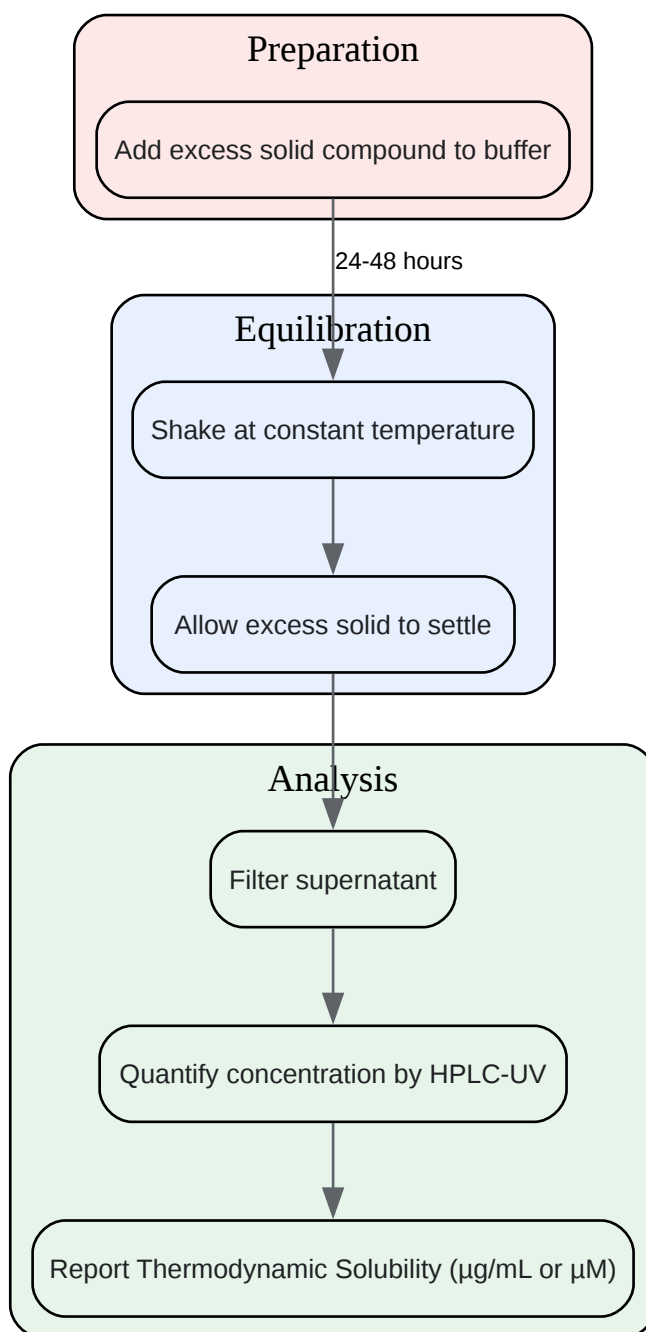 Preparation
Add excess solid compound to buffer
24-48 hours
Equilibration
Shake at constant temperature
Allow excess solid to settle
Analysis
Filter supernatant
Quantify concentration by HPLC-UV
Report Thermodynamic Solubility (µg/mL or µM)